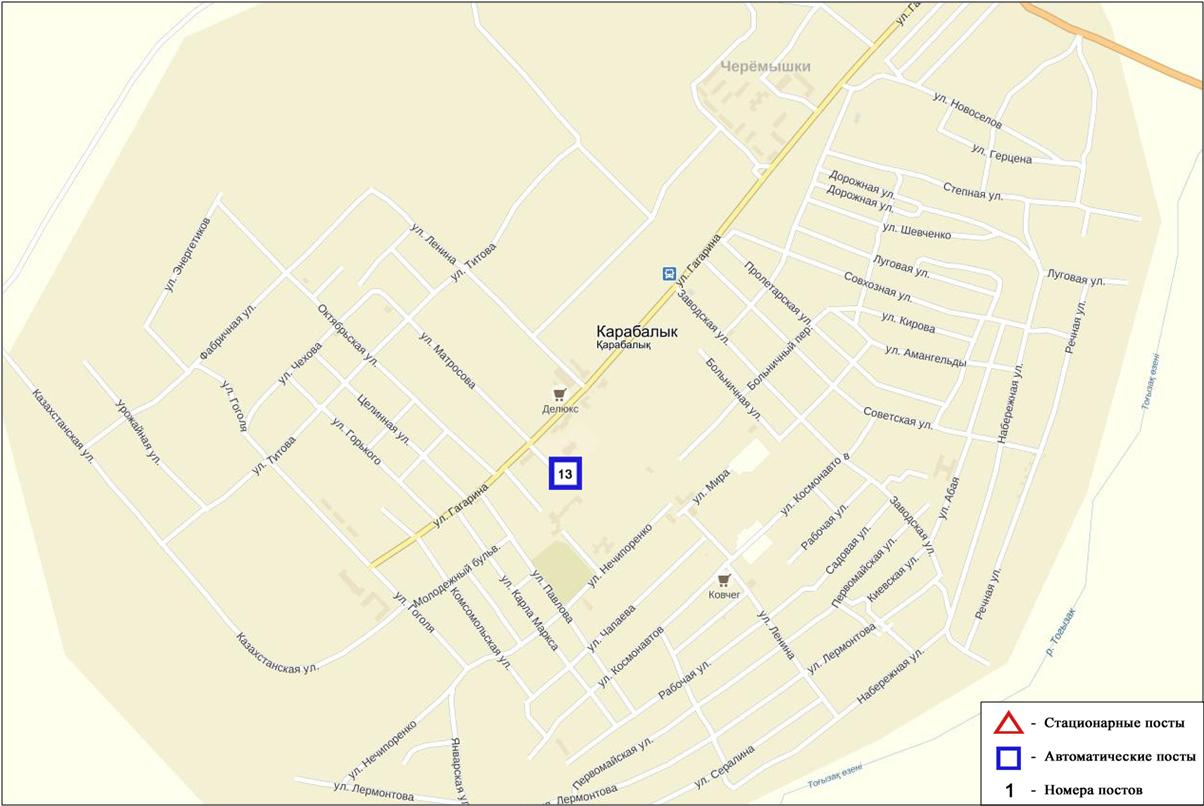 ул. Га
Черёмышки
ул. Новоселов
ул. Герцена
Дорожная ул.
Степная ул.
Дорожная ул.
ул. Энергетиков
ул. Ленина
ул. Титова
ул. Шевченко
ул. Гагарина
Луговая ул.
Луговая ул.
Пролетарская ул.
Совхозная ул.
Заводская ул.
Речная ул.
Фабричная ул.
Октябрьская ул.
ул. Кирова
Карабалык
Қарабалық
ул. Матросова
ул. Чехова
Больничный пер.
ул. Амангельды
Тоғызақ өзені
Казахстанская ул.
Урожайная ул.
ул. Гоголя
Больничная ул.
Набережная ул.
Делюкс
Целинная ул.
Советская ул.
ул. Горького
ул. Титова
13
ул. Гагарина
ул. Мира
ул. Космонавто в
ул. Абая
Заводская ул.
Рабочая ул.
Садовая ул.
ул. Нечипоренко
Первомайская ул.
Киевская ул.
Молодежный бульв.
ул. Павлова
Ковчег
Речная ул.
ул. Гоголя
Комсомольская ул.
ул. Карла Маркса
ул. Чапаева
ул. Ленина
р. Тогызак
Казахстанская ул.
ул. Космонавтов
ул. Лермонтова
Рабочая ул.
Набережная ул.
ул. Нечипоренко
Январская ул.
Первомайская ул.
ул. Сералина
Тоғызақ өзені
ул. Лермонтова
Лермонтова
- Стационарные посты
- Автоматические посты
1 - Номера постов